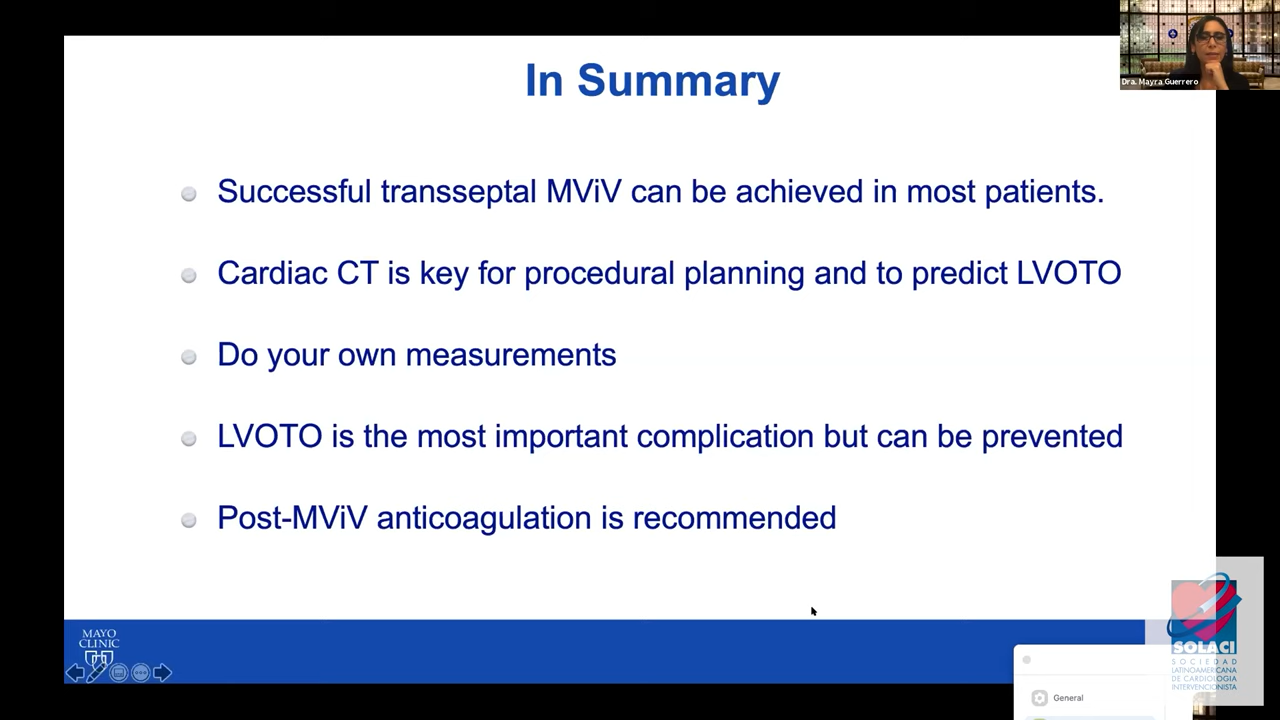 Dra. Mayra Guerrero
In Summary
Successful transseptal MViV can be achieved in most patients.
Cardiac CT is key for procedural planning and to predict LVOTO
Do your own measurements
LVOTO is the most important complication but can be prevented
Post-MViV anticoagulation is recommended
MAYO
CLINIC
SOLACI
SOCIEDAD
LATINOAMERICANA
DE CARDIOLOGIA
INTERVENCIONISTA
General